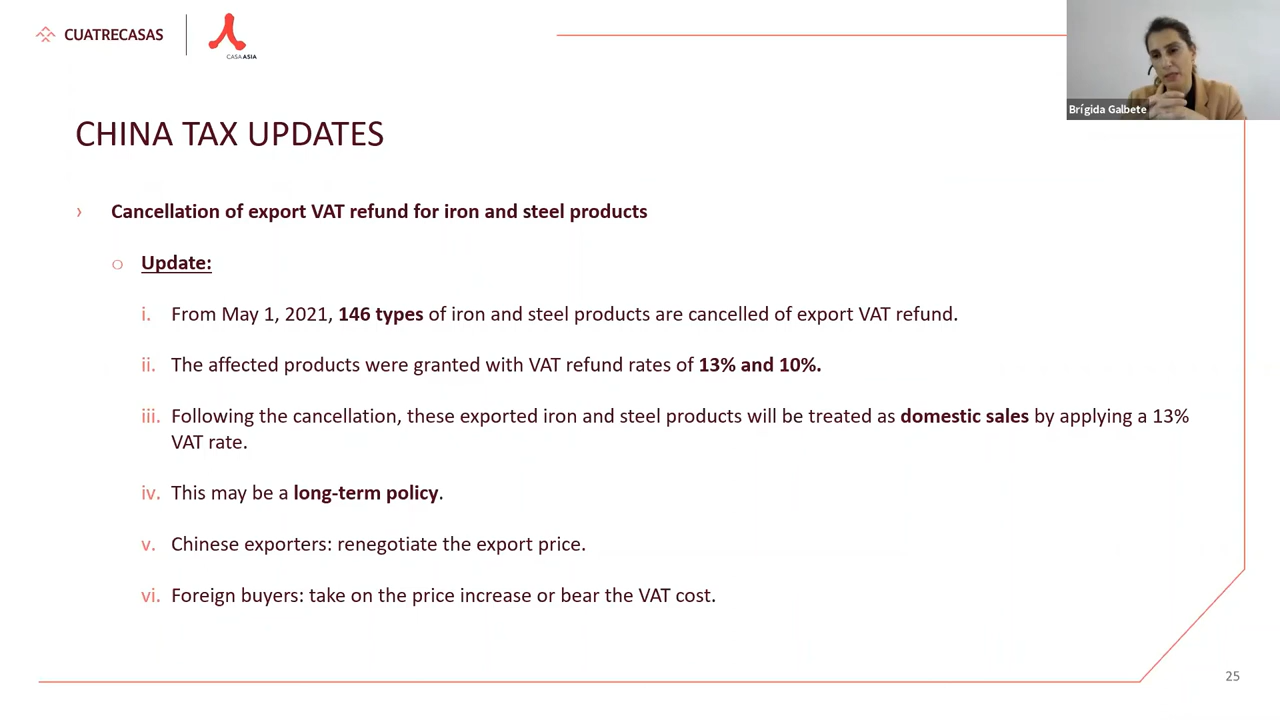 CUATRECASAS
CASAASIA
Brígida Galbete
CHINA TAX UPDATES
› Cancellation of export VAT refund for iron and steel products
o Update:
i. From May 1, 2021, 146 types of iron and steel products are cancelled of export VAT refund.
ii. The affected products were granted with VAT refund rates of 13% and 10%.
iii. Following the cancellation, these exported iron and steel products will be treated as domestic sales by applying a 13%
VAT rate.
iv. This may be a long-term policy.
v. Chinese exporters: renegotiate the export price.
vi. Foreign buyers: take on the price increase or bear the VAT cost.
25